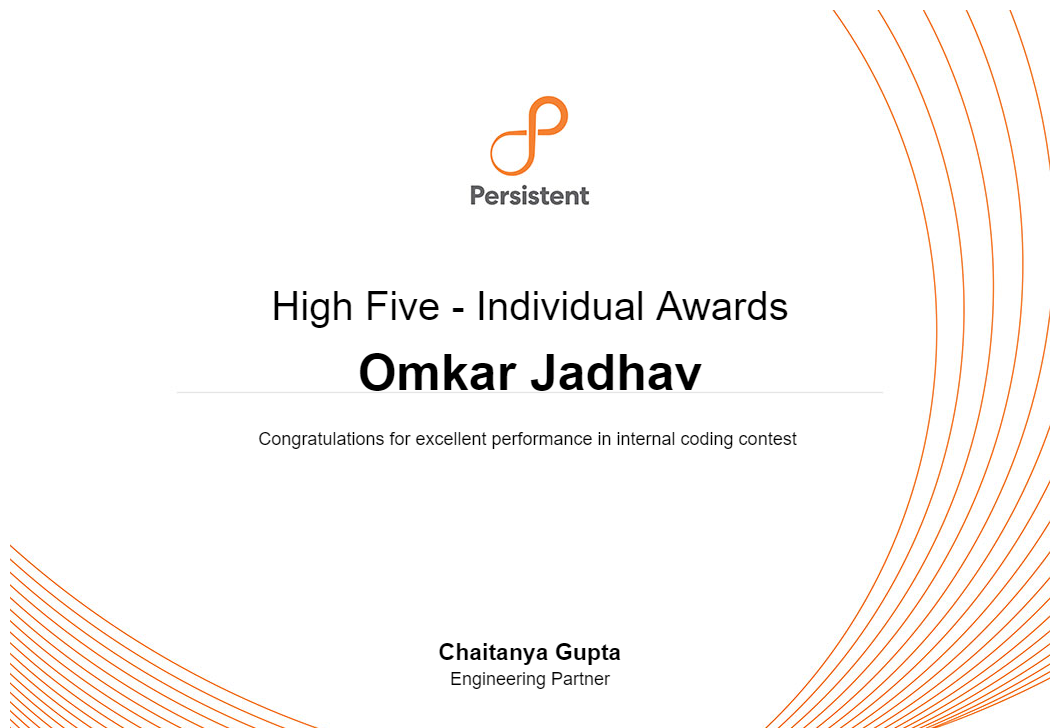 Persistent
High Five - Individual Awards
Omkar Jadhav
Congratulations for excellent performance in internal coding contest
Chaitanya Gupta
Engineering Partner